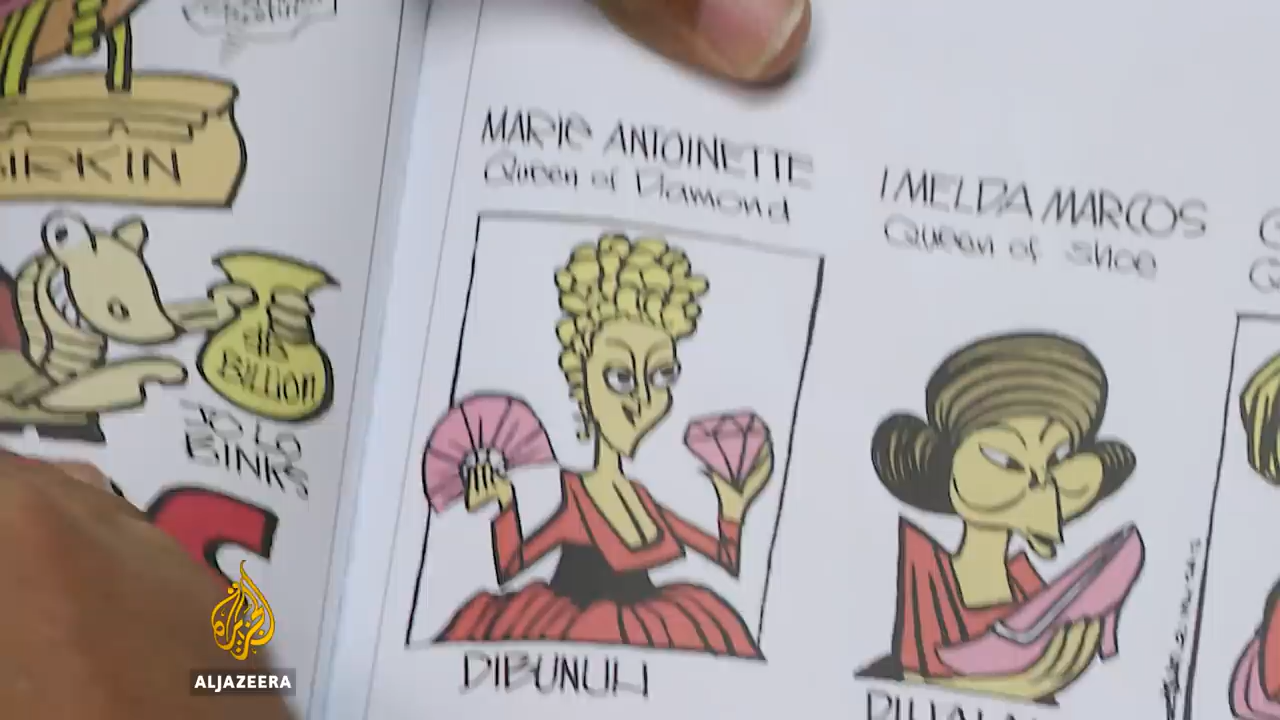 BIRKIN
BILLION
JOLO
BINKS
MARIE ANTOINETTE
Queen of Diamond
DIBUNUH
IMELDA MARCOS
Queen of Shoe
ALJAZEERA